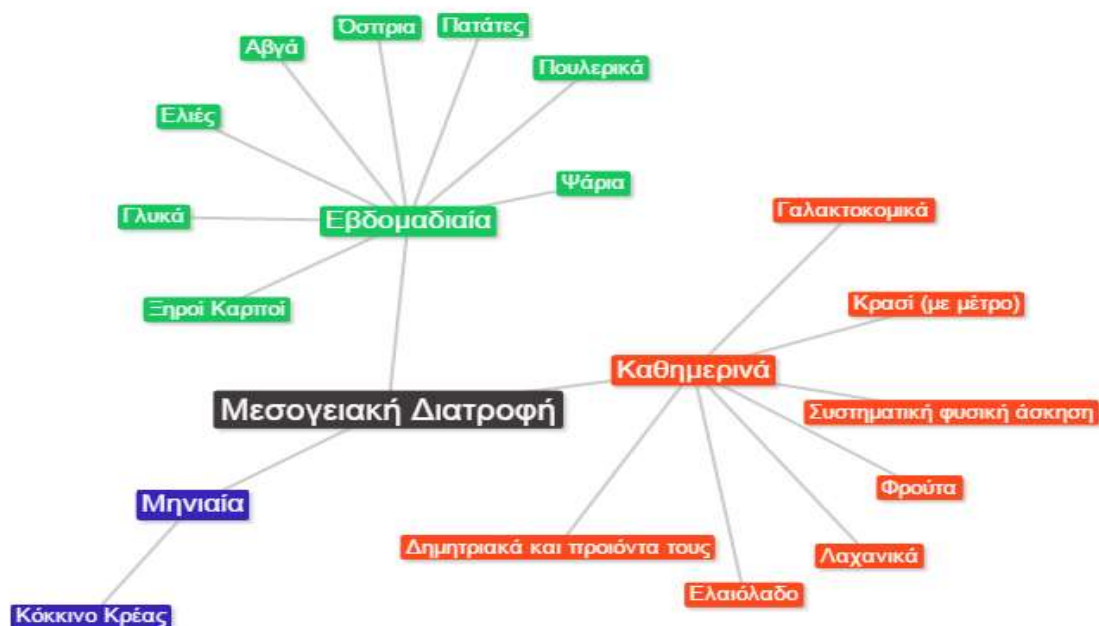 Όσπρια
Πατάτες
Αβγά
Πουλερικά
Ελιές
Ψάρια
Γλυκά
Εβδομαδιαία
Γαλακτοκομικά
Ξηροί Καρποί
Κρασί (με μέτρο)
Καθημερινά
Μεσογειακή Διατροφή
Συστηματική φυσική άσκηση
Φρούτα
Μηνιαία
Δημητριακά και προιόντα τους
Λαχανικά
Ελαιόλαδο
Κόκκινο Κρέας